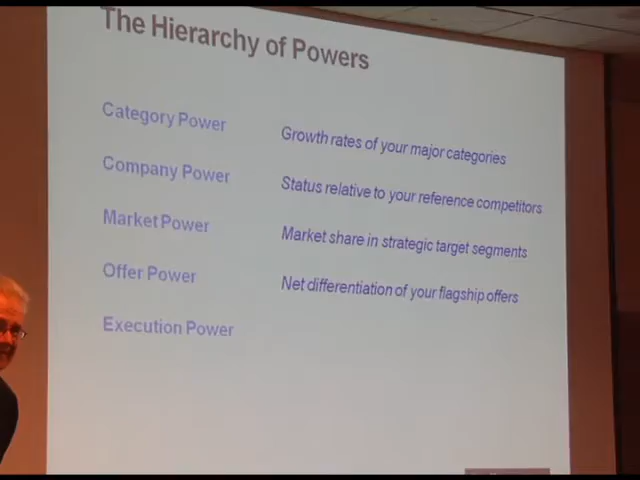 The Hierarchy of Powers
Category Power
Growth rates of your major categories
Company Power
Status relative to your reference competitors
Market Power
Market share in strategic target segments
Offer Power
Net differentiation of your flagship offers
Execution Power